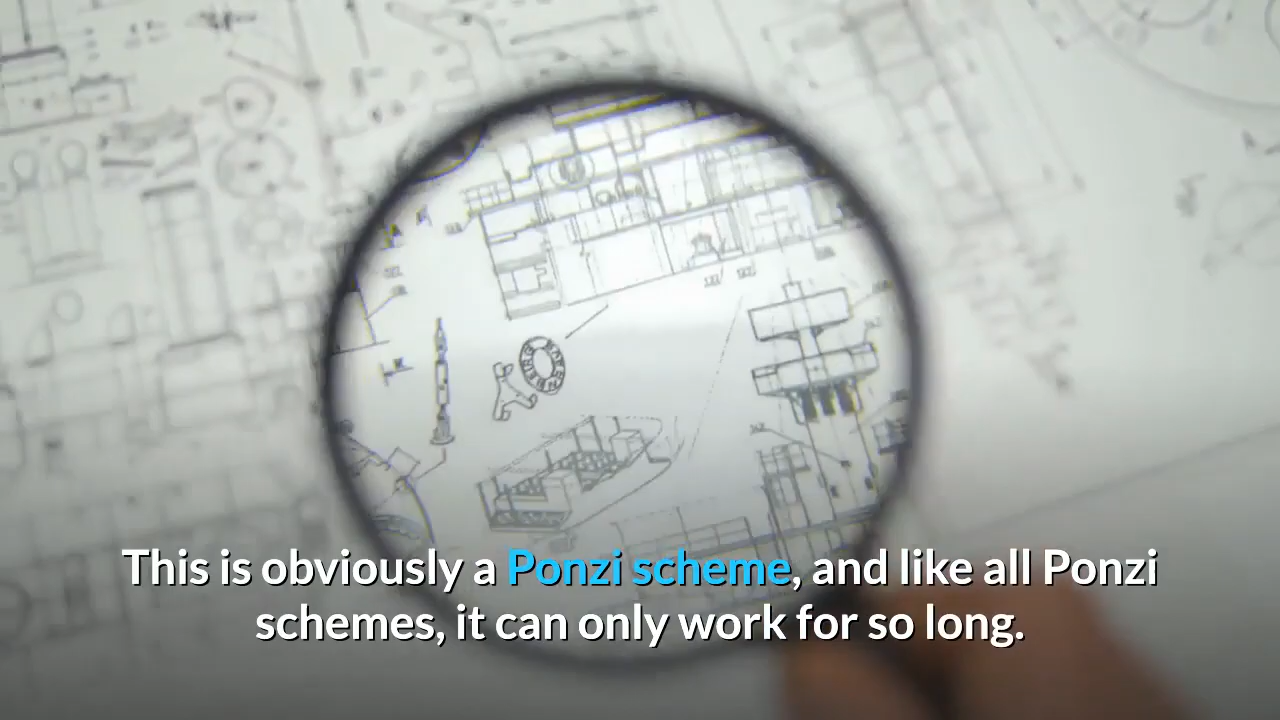 This is obviously a Ponzi scheme, and like all Ponzi
schemes, it can only work for so long.